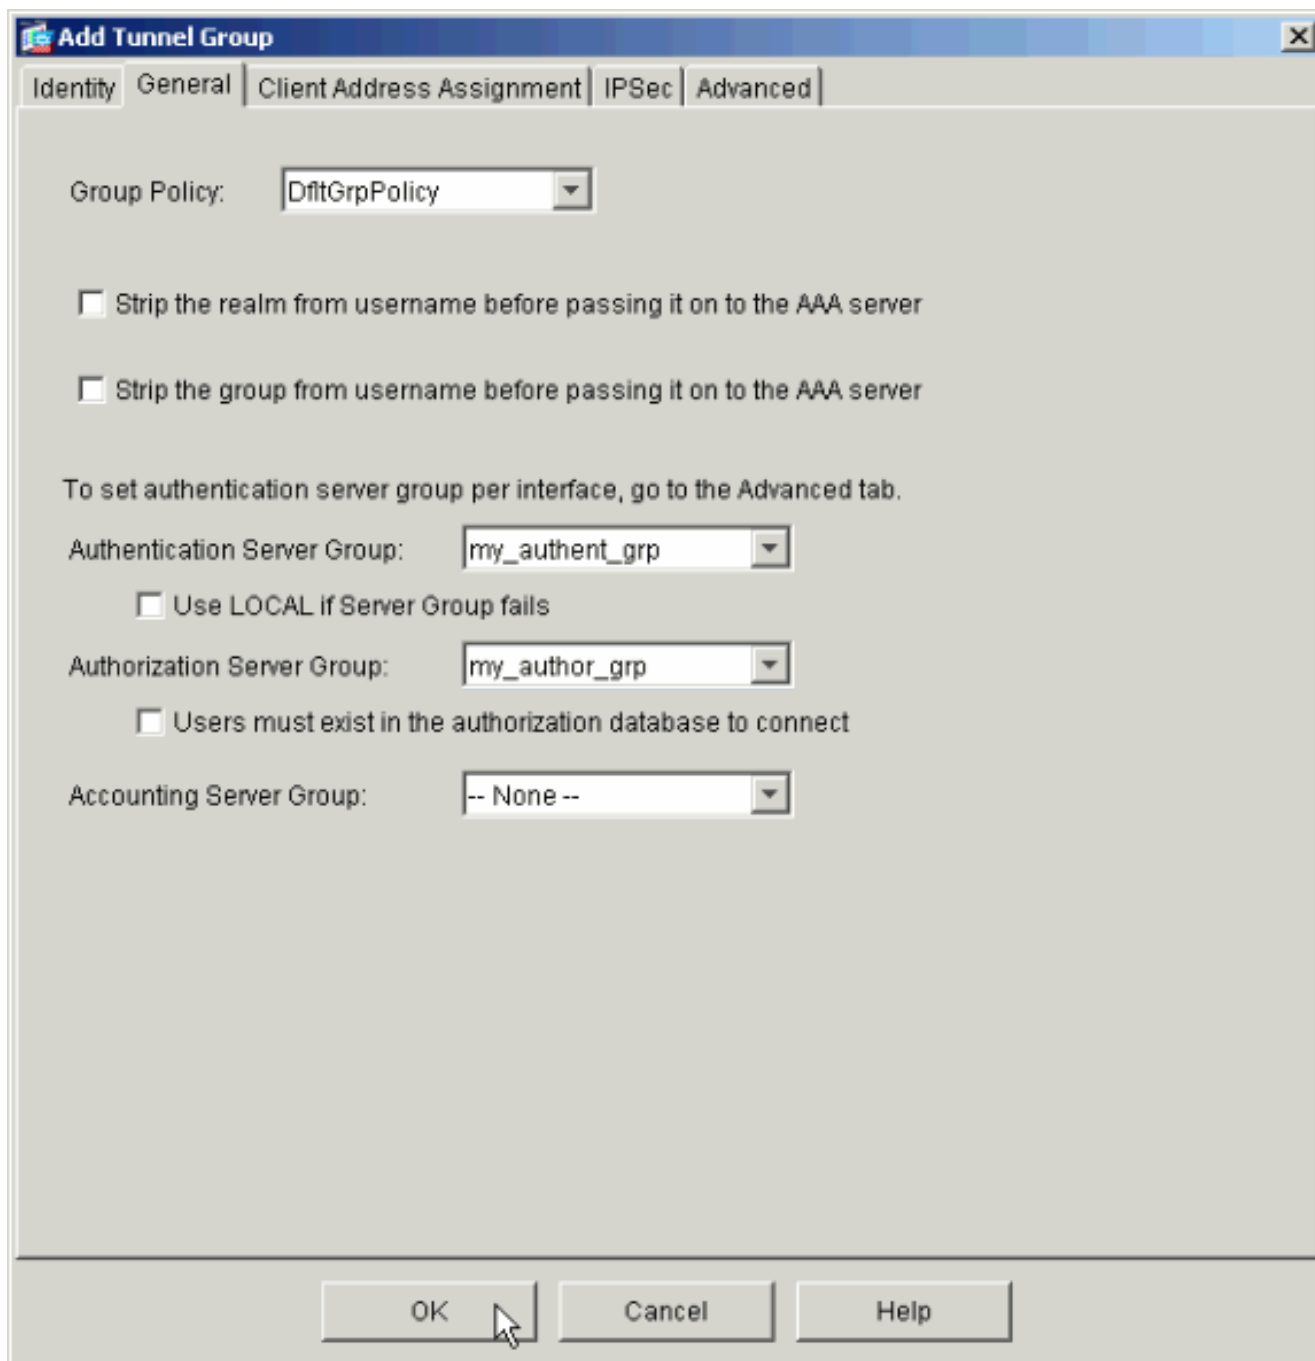 Add Tunnel Group
Identity General Client Address Assignment IPSec Advanced
Group Policy: DfltGrpPolicy
Strip the realm from username before passing it on to the AAA server
Strip the group from username before passing it on to the AAA server
To set authentication server group per interface, go to the Advanced tab.
Authentication Server Group: my_authent_grp
Use LOCAL if Server Group fails
Authorization Server Group: my_author_grp
Users must exist in the authorization database to connect
Accounting Server Group: -- None --
OK Cancel Help